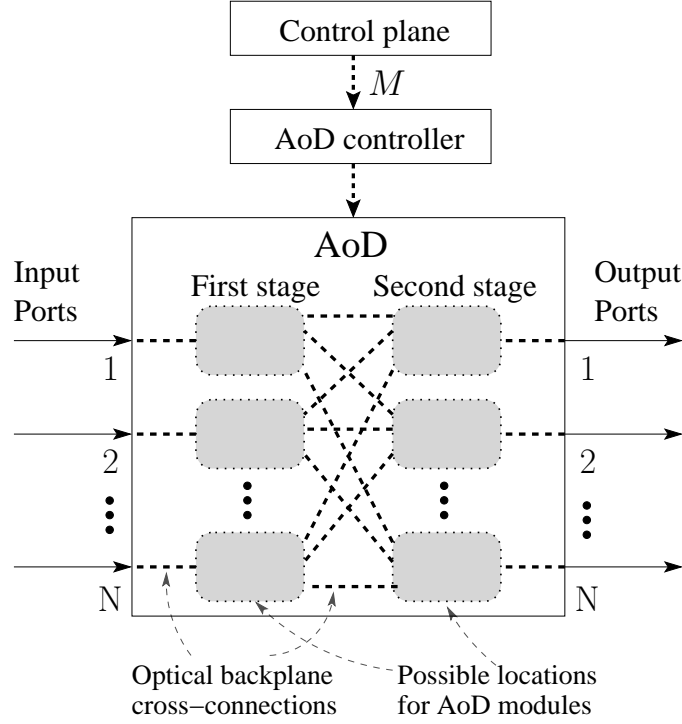 Control plane
M
AoD controller
AoD
Input
Ports
First stage
Second stage
Output
Ports
1
1
2
2
N
N
Optical backplane
cross−connections
Possible locations
for AoD modules